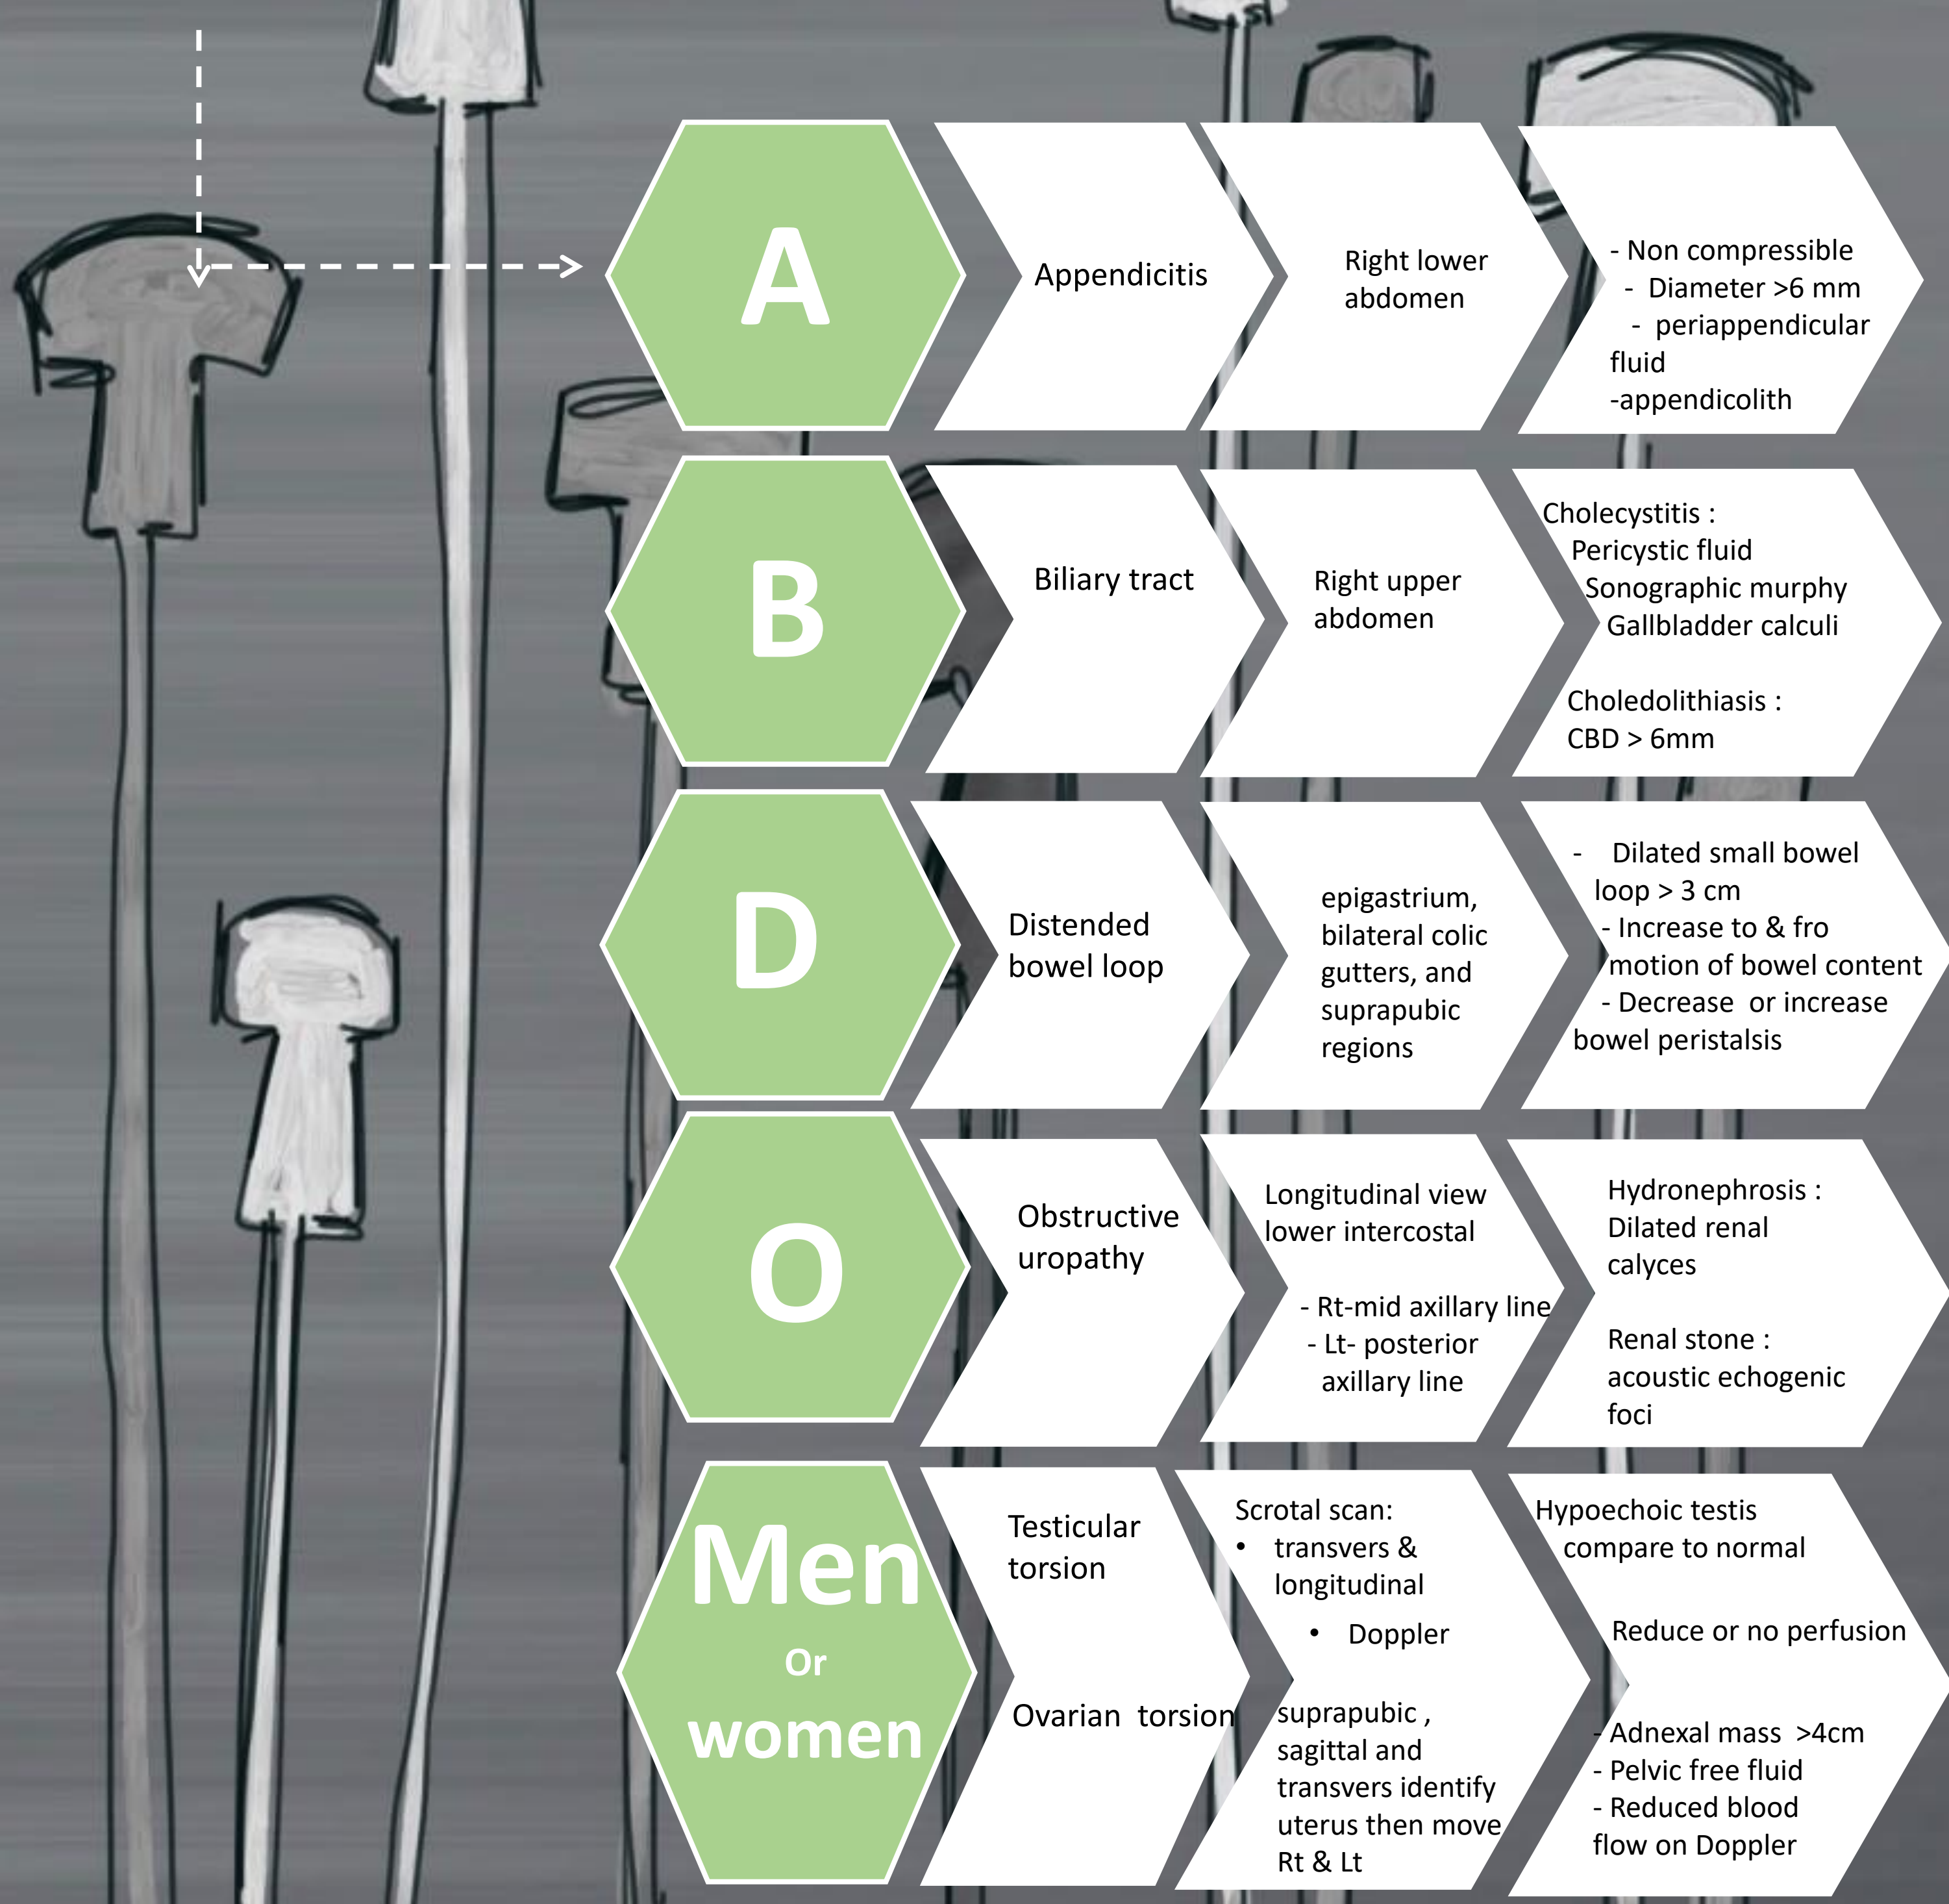 A
Appendicitis
Right lower
abdomen
- Non compressible
- Diameter >6 mm
- periappendicular
fluid
-appendicolith
B
Biliary tract
Right upper
abdomen
Cholecystitis :
Pericystic fluid
Sonographic murphy
Gallbladder calculi
Choledolithiasis :
CBD > 6mm
D
Distended
bowel loop
epigastrium,
bilateral colic
gutters, and
suprapubic
regions
- Dilated small bowel
loop > 3 cm
- Increase to & fro
motion of bowel content
- Decrease or increase
bowel peristalsis
O
Obstructive
uropathy
Longitudinal view
lower intercostal
- Rt-mid axillary line
- Lt- posterior
axillary line
Hydronephrosis :
Dilated renal
calyces
Renal stone :
acoustic echogenic
foci
Men
Or
women
Testicular
torsion
Ovarian torsion
Scrotal scan:
• transvers &
longitudinal
• Doppler
suprapubic ,
sagittal and
transvers identify
uterus then move
Rt & Lt
Hypoechoic testis
compare to normal
Reduce or no perfusion
- Adnexal mass >4cm
- Pelvic free fluid
- Reduced blood
flow on Doppler